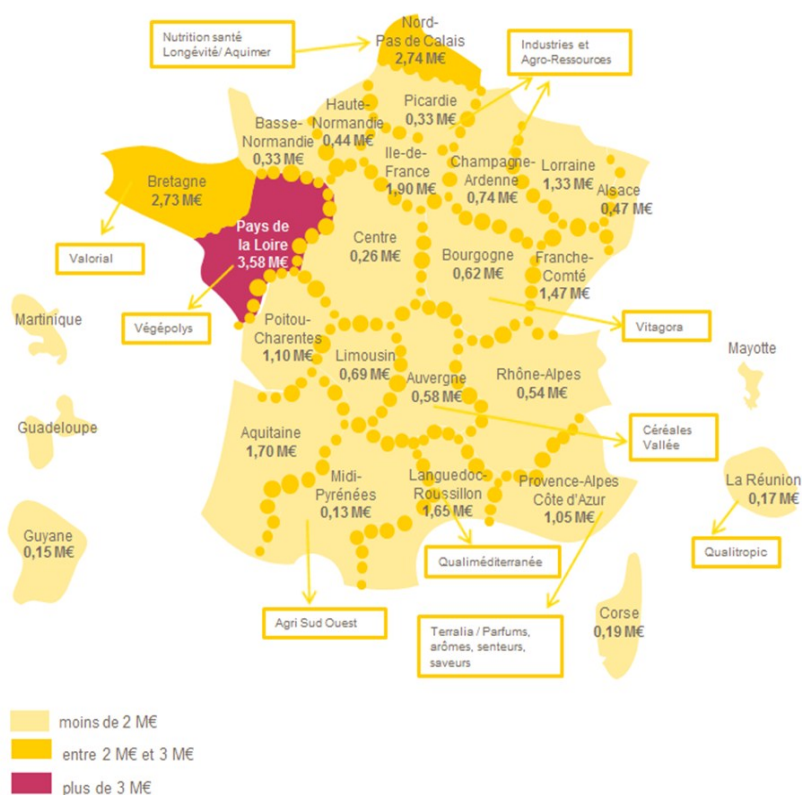 Nord-
Pas de Calais
2,74 M€
Nutrition santé
Longévité/ Aquimer
Industries et
Agro-Ressources
Picardie
0,33 M€
Haute-
Normandie
0,44 M€
Basse-
Normandie
0,33 M€
Ile-de-
France
1,90 M€
Champagne-
Ardenne
0,74 M€
Lorraine
1,33 M€
Alsace
0,47 M€
Bretagne
2,73 M€
Pays de
la Loire
3,58 M€
Centre
0,26 M€
Bourgogne
0,62 M€
Franche-
Comté
1,47 M€
Valorial
Végépolys
Vitagora
Martinique
Poitou-
Charentes
1,10 M€
Limousin
0,69 M€
Auvergne
0,58 M€
Rhône-Alpes
0,54 M€
Mayotte
Guadeloupe
Aquitaine
1,70 M€
Céréales
Vallée
Midi-
Pyrénées
0,13 M€
Languedoc-
Roussillon
1,65 M€
Provence-Alpes
Côte d'Azur
1,05 M€
La Réunion
0,17 M€
Guyane
0,15 M€
Qualiméditerranée
Qualitropic
Agri Sud Ouest
Terralia / Parfums,
arômes, senteurs,
saveurs
Corse
0,19 M€
moins de 2 M€
entre 2 M€ et 3 M€
plus de 3 M€